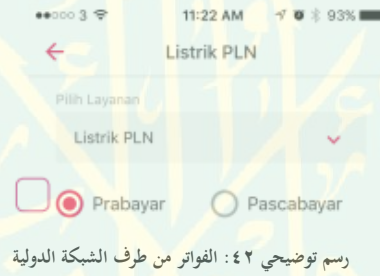 3 11:22 AM 93%
Listrik PLN
Pilih Layanan
Listrik PLN
Prabayar Pascabayar
رسم توضيحي ٤٢: الفواتر من طرف الشبكة الدولية